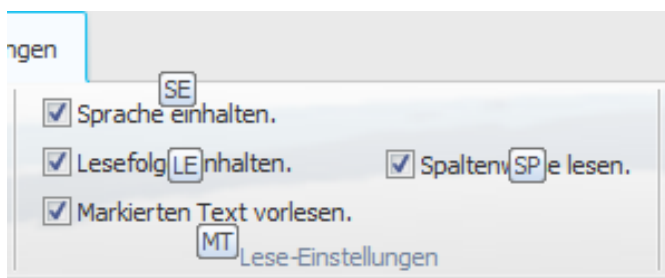 ngen
SE
Sprache einhalten.
Lesefolg LE nhalten. Spaltenw SP e lesen.
Markierten Text vorlesen.
MT
Lese-Einstellungen